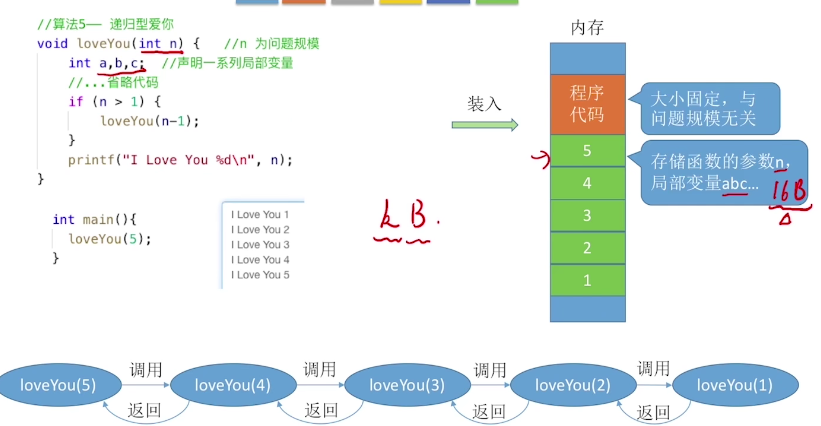 //算法5—— 递归型爱你
void loveYou(int n) {   //n 为问题规模
int a,b,c;  //声明一系列局部变量
//...省略代码
if (n > 1) {
loveYou(n-1);
}
printf("I Love You %d\n", n);
}
int main(){
loveYou(5);
}
I Love You 1
I Love You 2
I Love You 3
I Love You 4
I Love You 5
kB.
装入
内存
程序
代码
5
4
3
2
1
大小固定，与
问题规模无关
存储函数的参数n，
局部变量abc...
16B
loveYou(5)
调用
返回
loveYou(4)
调用
返回
loveYou(3)
调用
返回
loveYou(2)
调用
返回
loveYou(1)